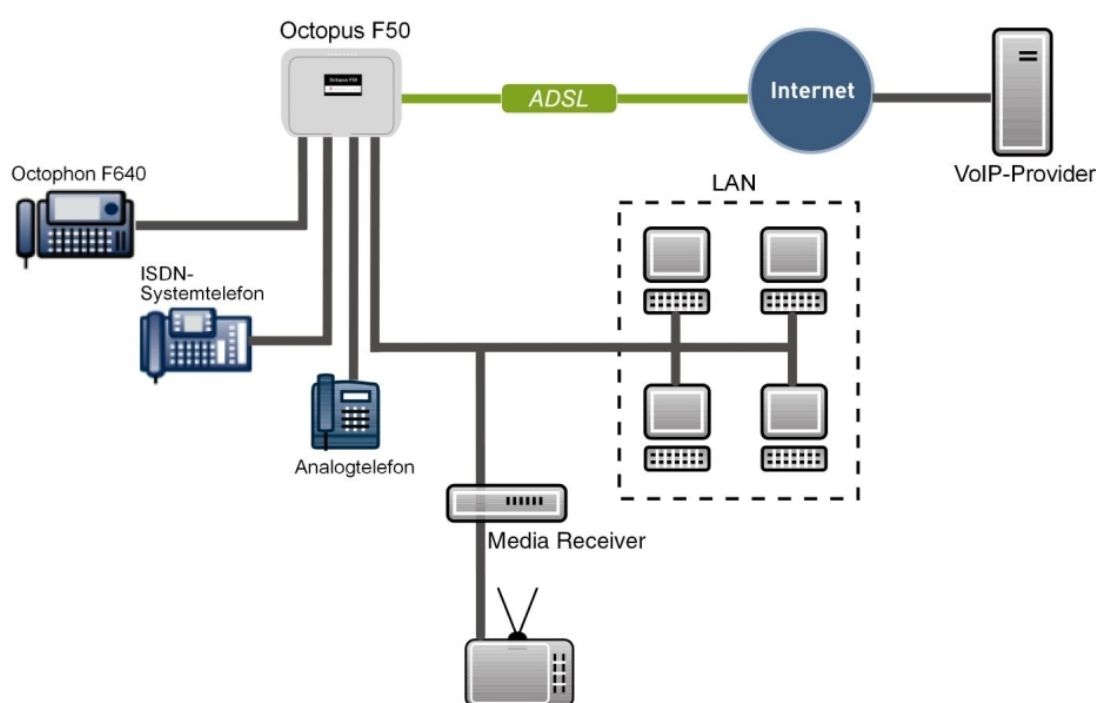 Octopus F50
Octopus F50
ADSL
Internet
VoIP-Provider
LAN
Octophon F640
ISDN-
Systemtelefon
Analogtelefon
Media Receiver